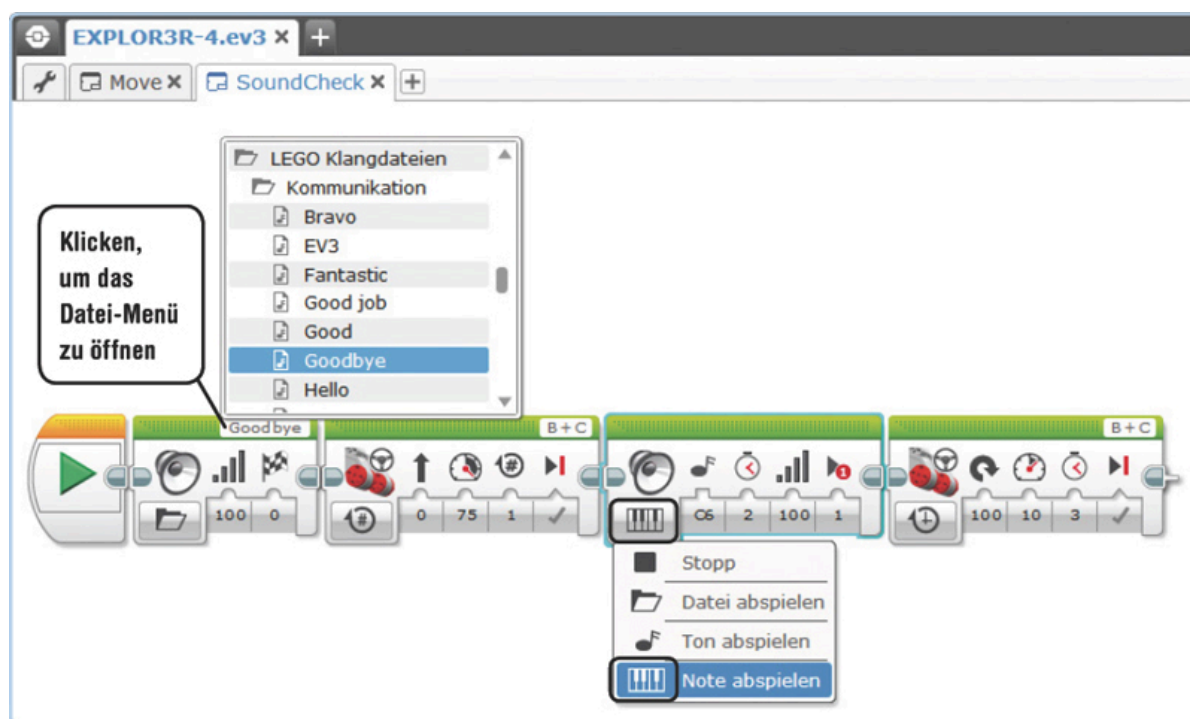 EXPLOR3R-4.ev3
Move
SoundCheck
LEGO Klangdateien
Kommunikation
Bravo
EV3
Fantastic
Good job
Good
Goodbye
Hello
Klicken,
um das
Datei-Menü
zu öffnen
Goodbye
B+C
B+C
100 0
# 0 75 1
C6 2 100 1
1
100 10 3
Stopp
Datei abspielen
Ton abspielen
Note abspielen